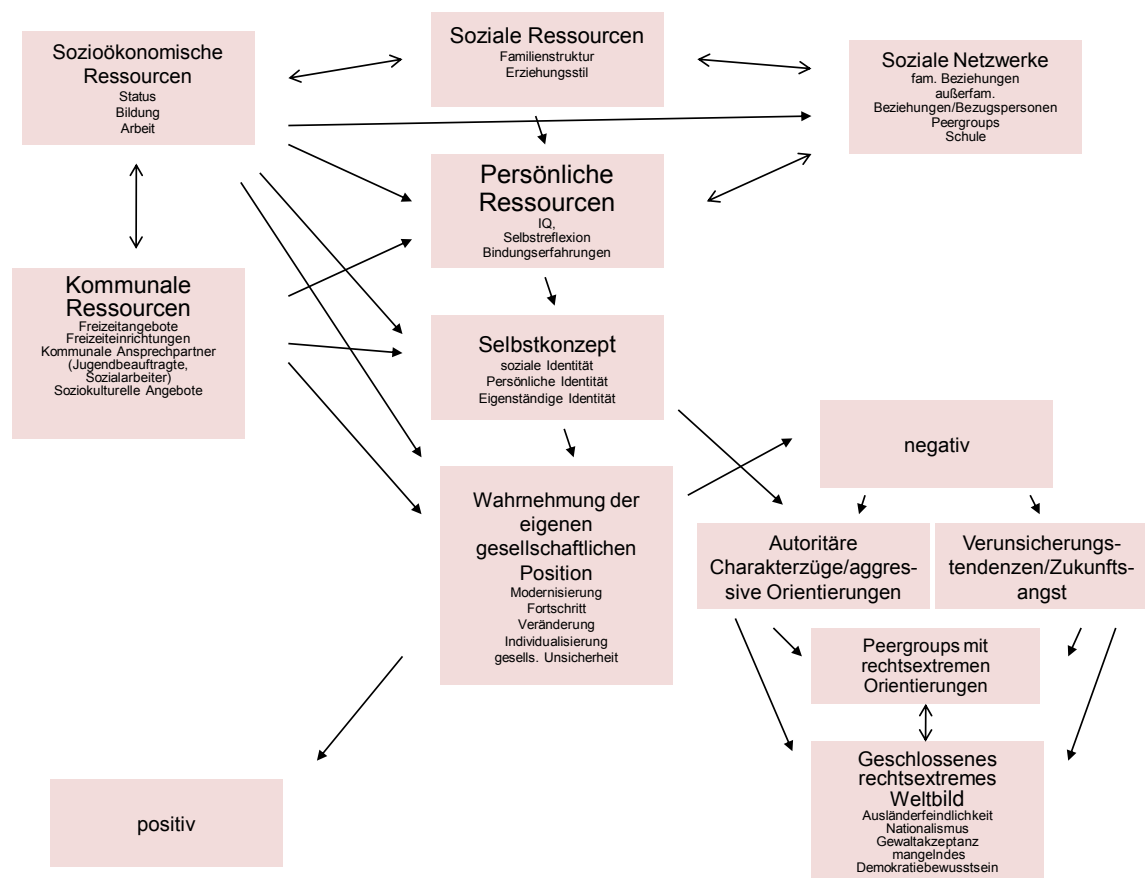 Sozioökonomische
Ressourcen
Status
Bildung
Arbeit
Soziale Ressourcen
Familienstruktur
Erziehungsstil
Soziale Netzwerke
fam. Beziehungen
außerfam.
Beziehungen/Bezugspersonen
Peergroups
Schule
Persönliche
Ressourcen
IQ,
Selbstreflexion
Bindungserfahrungen
Kommunale
Ressourcen
Freizeitangebote
Freizeiteinrichtungen
Kommunale Ansprechpartner
(Jugendbeauftragte,
Sozialarbeiter)
Soziokulturelle Angebote
Selbstkonzept
soziale Identität
Persönliche Identität
Eigenständige Identität
negativ
Wahrnehmung der
eigenen
gesellschaftlichen
Position
Modernisierung
Fortschritt
Veränderung
Individualisierung
gesells. Unsicherheit
Autoritäre
Charakterzüge/aggres-
sive Orientierungen
Verunsicherungs-
tendenzen/Zukunfts-
angst
Peergroups mit
rechtsextremen
Orientierungen
Geschlossenes
rechtsextremes
Weltbild
Ausländerfeindlichkeit
Nationalismus
Gewaltakzeptanz
mangelndes
Demokratiebewusstsein
positiv